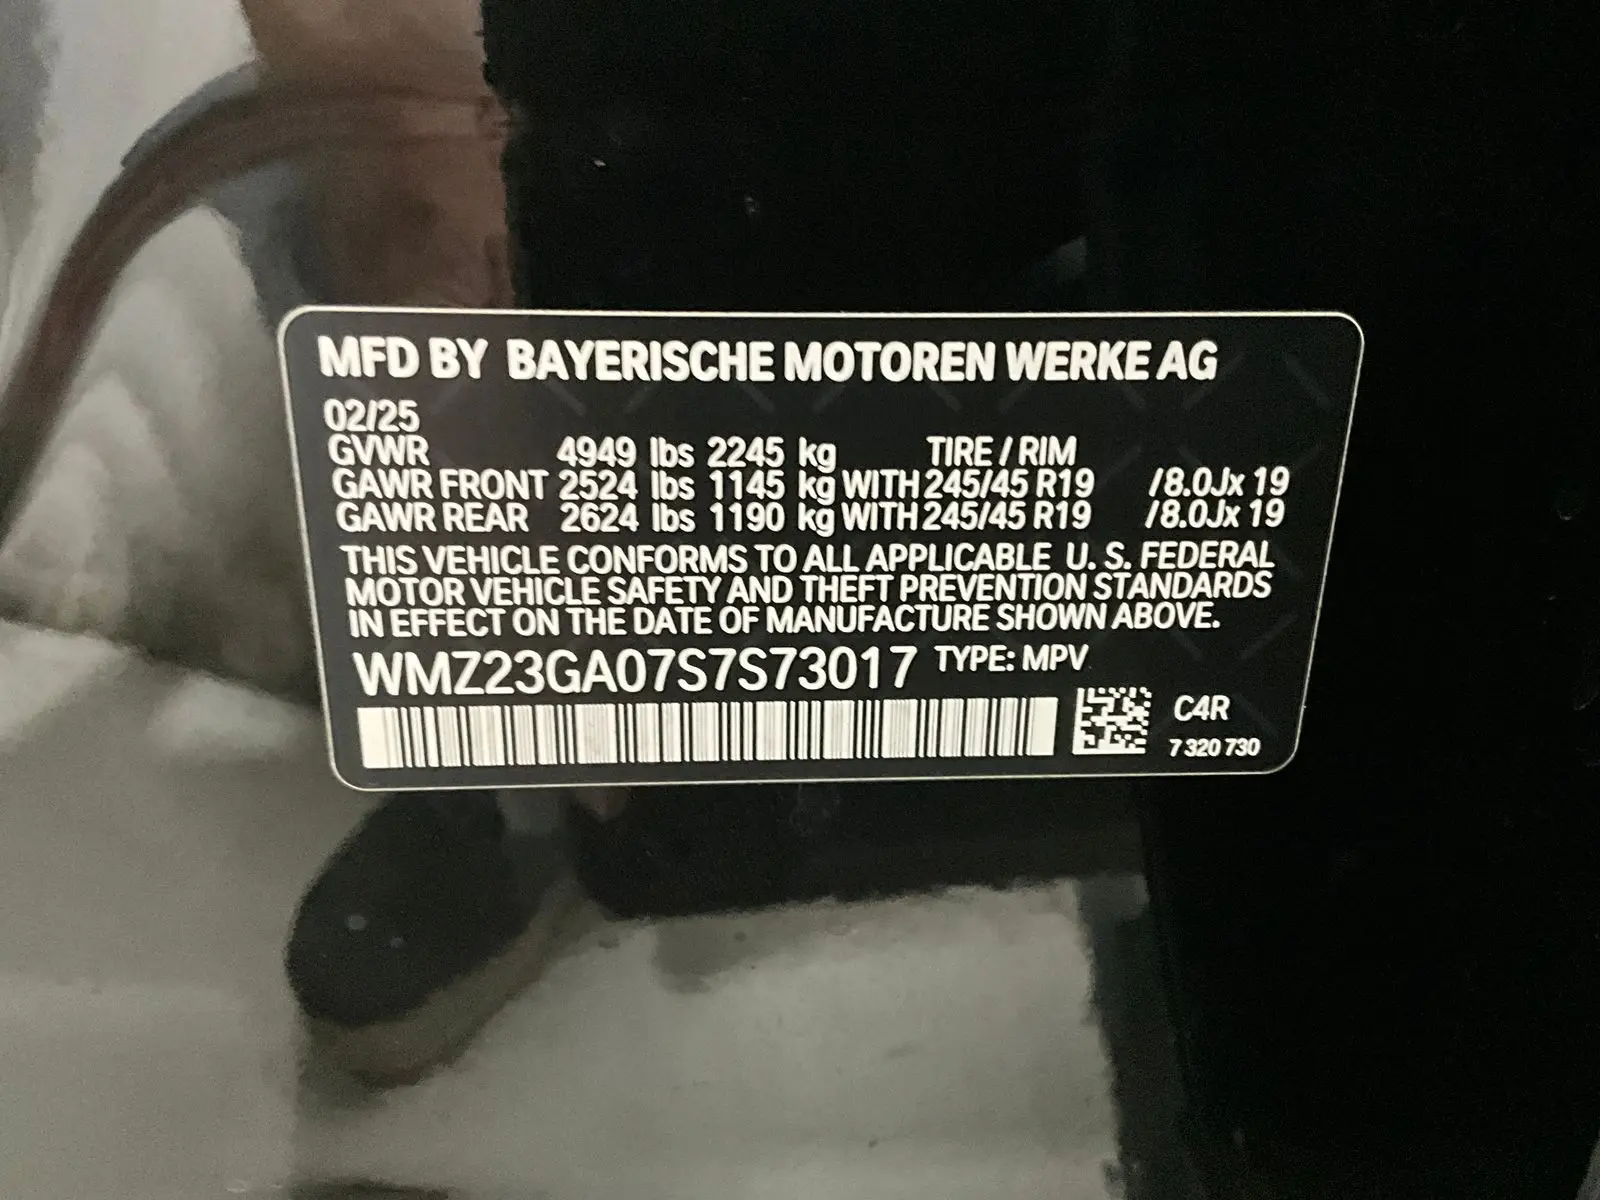 MFD BY BAYERISCHE MOTOREN WERKE AG
02/25
GVWR 4949 lbs 2245 kg TIRE / RIM
GAWR FRONT 2524 lbs 1145 kg WITH 245/45 R19 /8.0Jx 19
GAWR REAR 2624 lbs 1190 kg WITH 245/45 R19 /8.0Jx 19
THIS VEHICLE CONFORMS TO ALL APPLICABLE U. S. FEDERAL
MOTOR VEHICLE SAFETY AND THEFT PREVENTION STANDARDS
IN EFFECT ON THE DATE OF MANUFACTURE SHOWN ABOVE.
WMZ23GA07S7S73017 TYPE: MPV
C4R
7 320 730